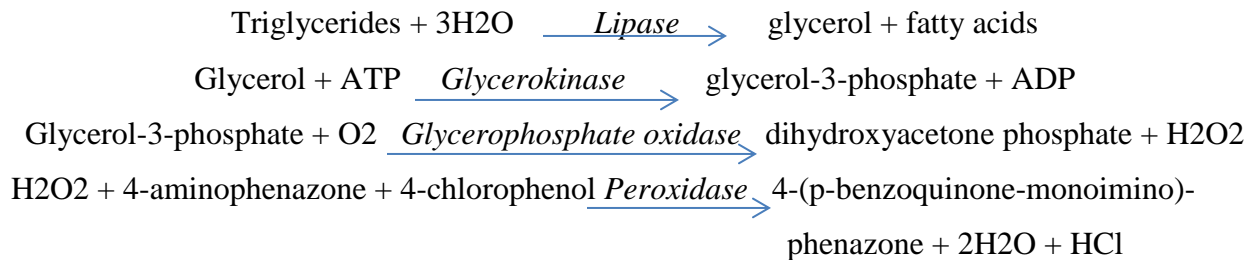 Triglycerides + 3H2O Lipase glycerol + fatty acids
Glycerol + ATP Glycerokinase glycerol-3-phosphate + ADP
Glycerol-3-phosphate + O2 Glycerophosphate oxidase dihydroxyacetone phosphate + H2O2
H2O2 + 4-aminophenazone + 4-chlorophenol Peroxidase 4-(p-benzoquinone-monoimino)-
phenazone + 2H2O + HCl